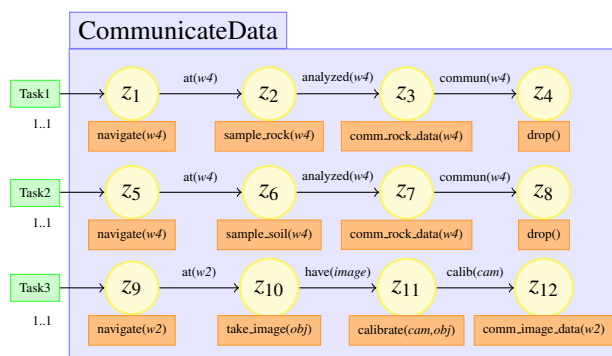 CommunicateData
at(w4) analyzed(w4) commun(w4)
Task1 z1 z2 z3 z4
1..1 navigate(w4) sample_rock(w4) comm_rock_data(w4) drop()
at(w4) analyzed(w4) commun(w4)
Task2 z5 z6 z7 z8
1..1 navigate(w4) sample_soil(w4) comm_rock_data(w4) drop()
at(w2) have(image) calib(cam)
Task3 z9 z10 z11 z12
1..1 navigate(w2) take_image(obj) calibrate(cam,obj) comm_image_data(w2)